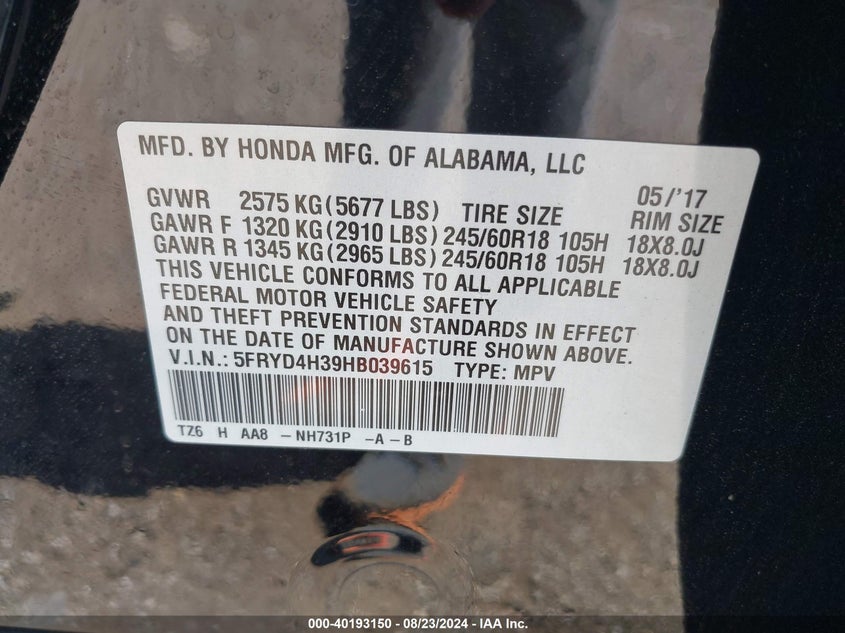 MFD. BY HONDA MFG. OF ALABAMA, LLC
05/'17
GVWR 2575 KG(5677 LBS) TIRE SIZE RIM SIZE
GAWR F 1320 KG(2910 LBS)245/60R18 105H 18X8.0J
GAWR R 1345 KG(2965 LBS)245/60R18 105H 18X8.0J
THIS VEHICLE CONFORMS TO ALL APPLICABLE
FEDERAL MOTOR VEHICLE SAFETY
AND THEFT PREVENTION STANDARDS IN EFFECT
ON THE DATE OF MANUFACTURE SHOWN ABOVE.
V.I.N.: 5FRYD4H39HB039615 TYPE: MPV
TZ6 H AA8 -NH731P -A-B
000-40193150 - 08/23/2024 - IAA Inc.